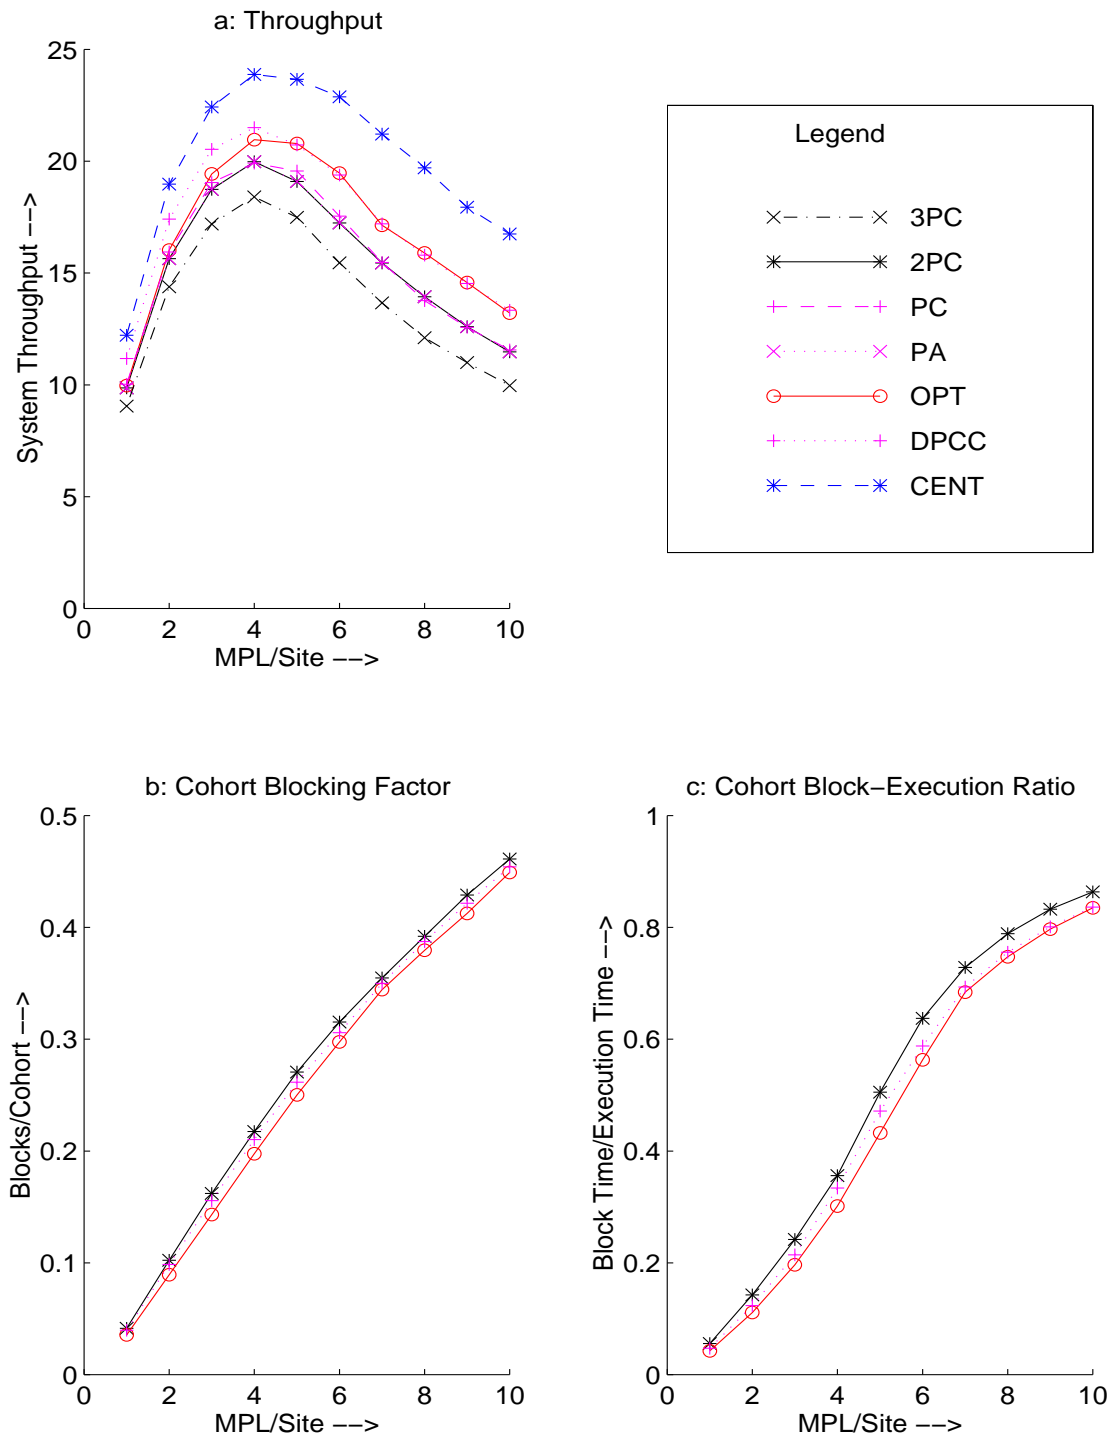 a: Throughput
25
20
15
10
5
0
System Throughput -->
0
2
4
6
8
10
MPL/Site -->
Legend
3PC
2PC
PC
PA
OPT
DPCC
CENT
b: Cohort Blocking Factor
0.5
0.4
0.3
0.2
0.1
0
Blocks/Cohort -->
0
2
4
6
8
10
MPL/Site -->
c: Cohort Block-Execution Ratio
1
0.8
0.6
0.4
0.2
0
Block Time/Execution Time -->
0
2
4
6
8
10
MPL/Site -->